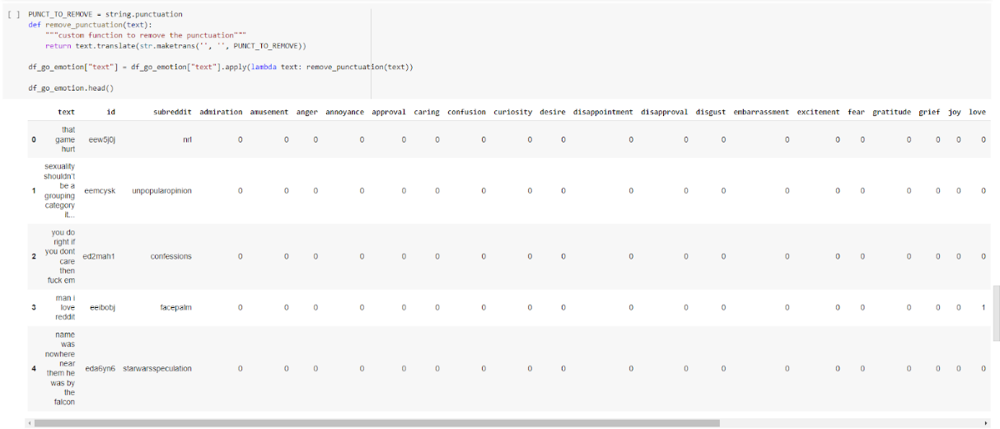 [ ] PUNCT_TO_REMOVE = string.punctuation
def remove_punctuation(text):
"""custom function to remove the punctuation"""
return text.translate(str.maketrans('', '', PUNCT_TO_REMOVE))
df_go_emotion["text"] = df_go_emotion["text"].apply(lambda text: remove_punctuation(text))
df_go_emotion.head()
text id subreddit admiration amusement anger annoyance approval caring confusion curiosity desire disappointment disapproval disgust embarrassment excitement fear gratitude grief joy love
that
0 game eew5j0j nrl 0 0 0 0 0 0 0 0 0 0 0 0 0 0 0 0 0 0 0
hurt
sexuality
shouldn't
be a
1 grouping eemcysk unpopularopinion 0 0 0 0 0 0 0 0 0 0 0 0 0 0 0 0 0 0 0
category
it...
you do
right if
2 you dont ed2mah1 confessions 0 0 0 0 0 0 0 0 0 0 0 0 0 0 0 0 0 0 0
care
then
fuck em
man i
3 love eeibobj facepalm 0 0 0 0 0 0 0 0 0 0 0 0 0 0 0 0 0 0 1
reddit
name
was
nowhere
near
4 them he eda6yn6 starwarsspeculation 0 0 0 0 0 0 0 0 0 0 0 0 0 0 0 0 0 0 0
was by
the
falcon